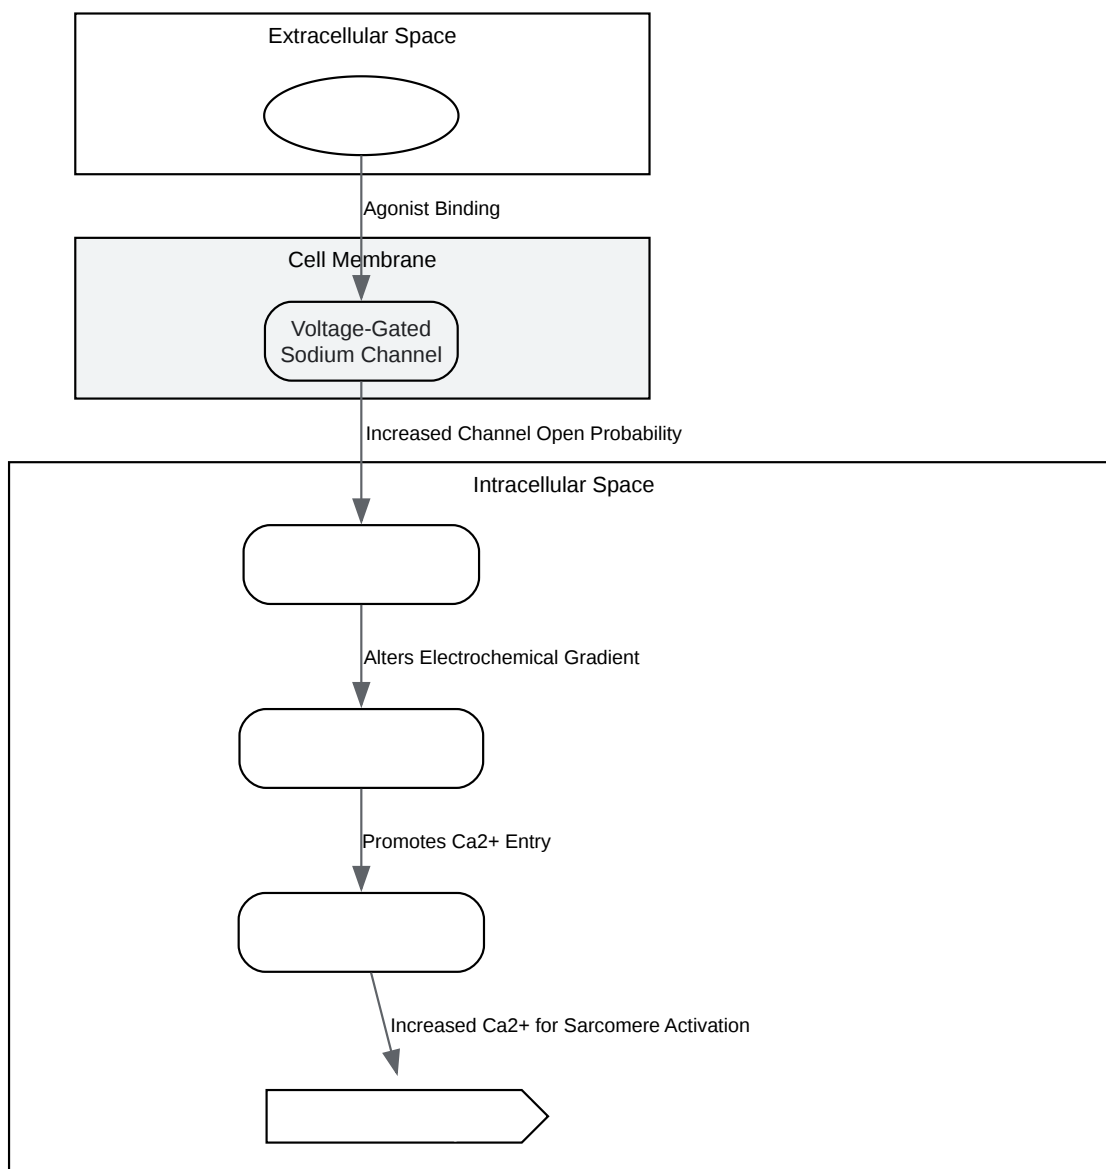 Extracellular Space
Agonist Binding
Cell Membrane
Voltage-Gated
Sodium Channel
Increased Channel Open Probability
Intracellular Space
Alters Electrochemical Gradient
Promotes Ca2+ Entry
Increased Ca2+ for Sarcomere Activation